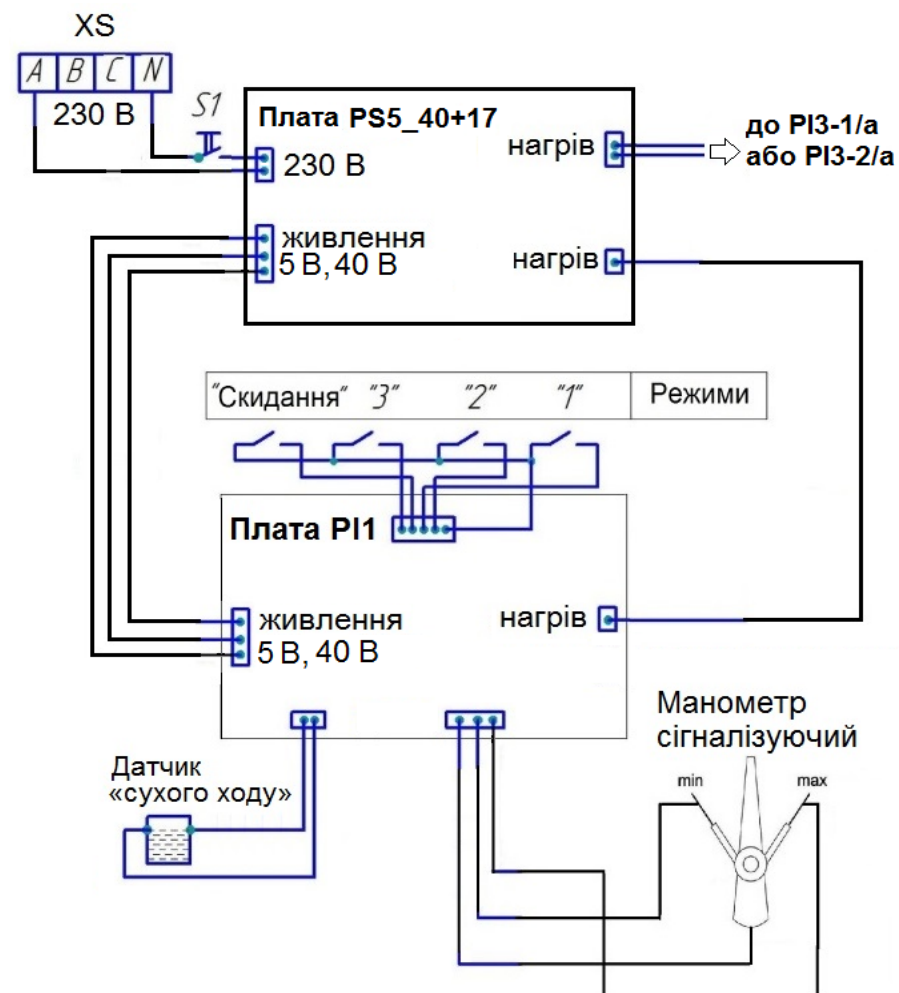 XS
A B C N
230 В
S1
Плата PS5_40+17
230 В
нагрів
до PI3-1/а
або PI3-2/а
живлення
5 В, 40 В
нагрів
"Скидання" "3" "2" "1" Режими
Плата PI1
живлення
5 В, 40 В
нагрів
Датчик
«сухого ходу»
Манометр
сігналізуючий
min
max